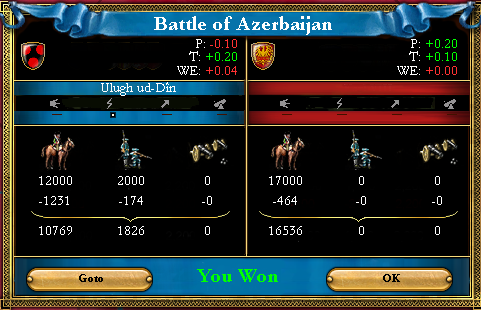 Battle of Azerbaijan
P: -0.10
T: +0.20
WE: +0.04
P: +0.20
T: +0.10
WE: +0.00
Ulugh ud-Dîn
12000 2000 0
-1231 -174 -0
10769 1826 0
17000 0 0
-464 -0 -0
16536 0 0
Goto
You Won
OK